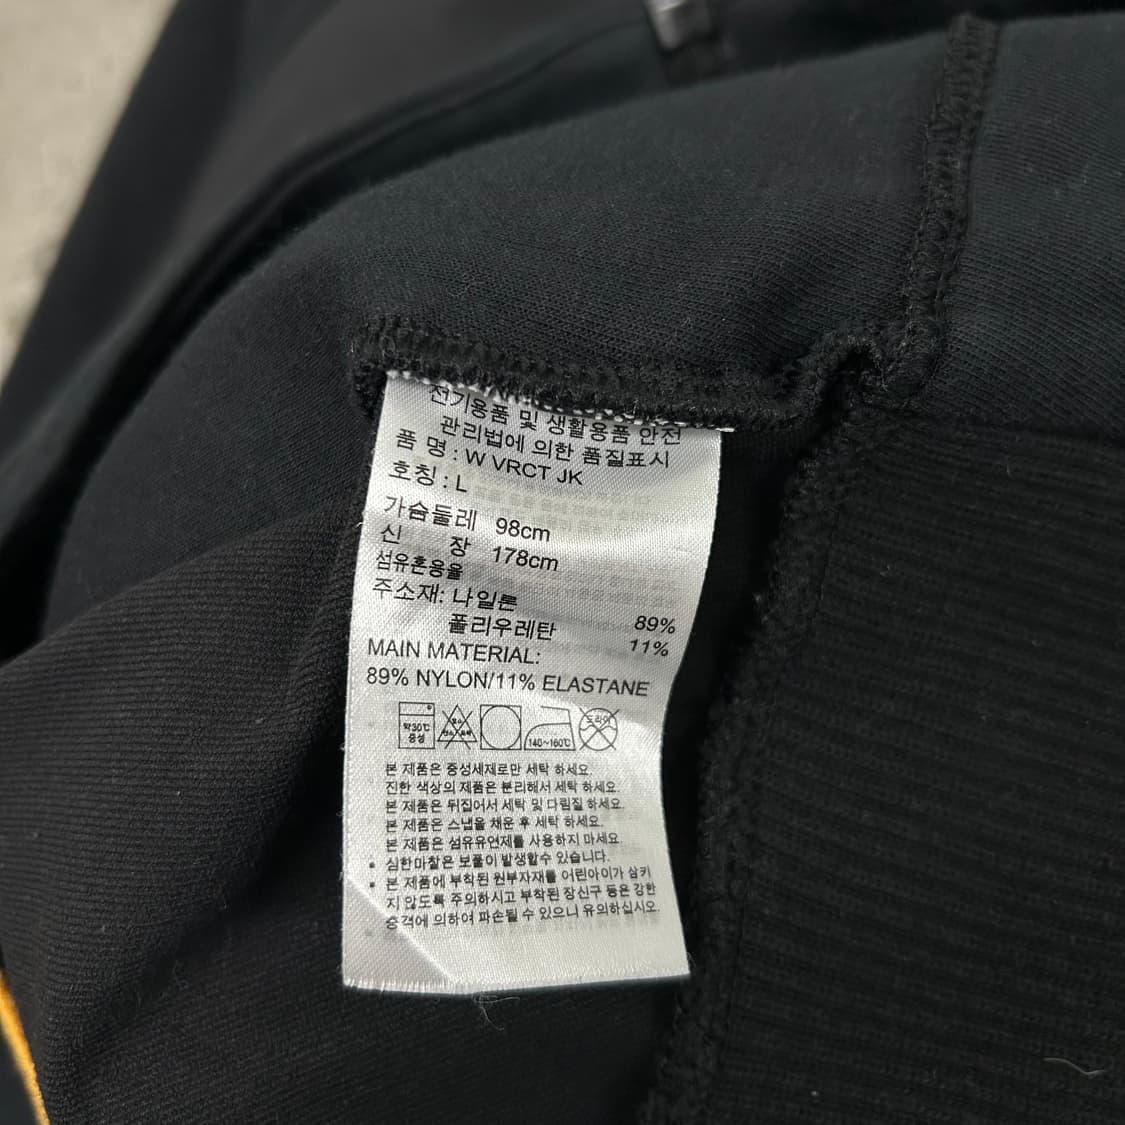 전기용품 및 생활용품 안전
관리법에 의한 품질표시
품 명 : W VRCT JK
호칭 : L
가슴둘레 98cm
신 장 178cm
섬유혼용율
주소재: 나일론 89%
폴리우레탄 11%
MAIN MATERIAL:
89% NYLON/11% ELASTANE
약30℃
중성
140~160℃
드라이
본 제품은 중성세제로만 세탁 하세요.
진한 색상의 제품은 분리해서 세탁하세요.
본 제품은 뒤집어서 세탁 및 다림질 하세요.
본 제품은 스냅을 채운 후 세탁 하세요.
본 제품은 섬유유연제를 사용하지 마세요.
• 심한마찰은 보풀이 발생할수 있습니다.
• 본 제품에 부착된 원부자재를 어린아이가 삼키
지 않도록 주의하시고 부착된 장신구 등은 강한
충격에 의하여 파손될 수 있으니 유의하십시오.